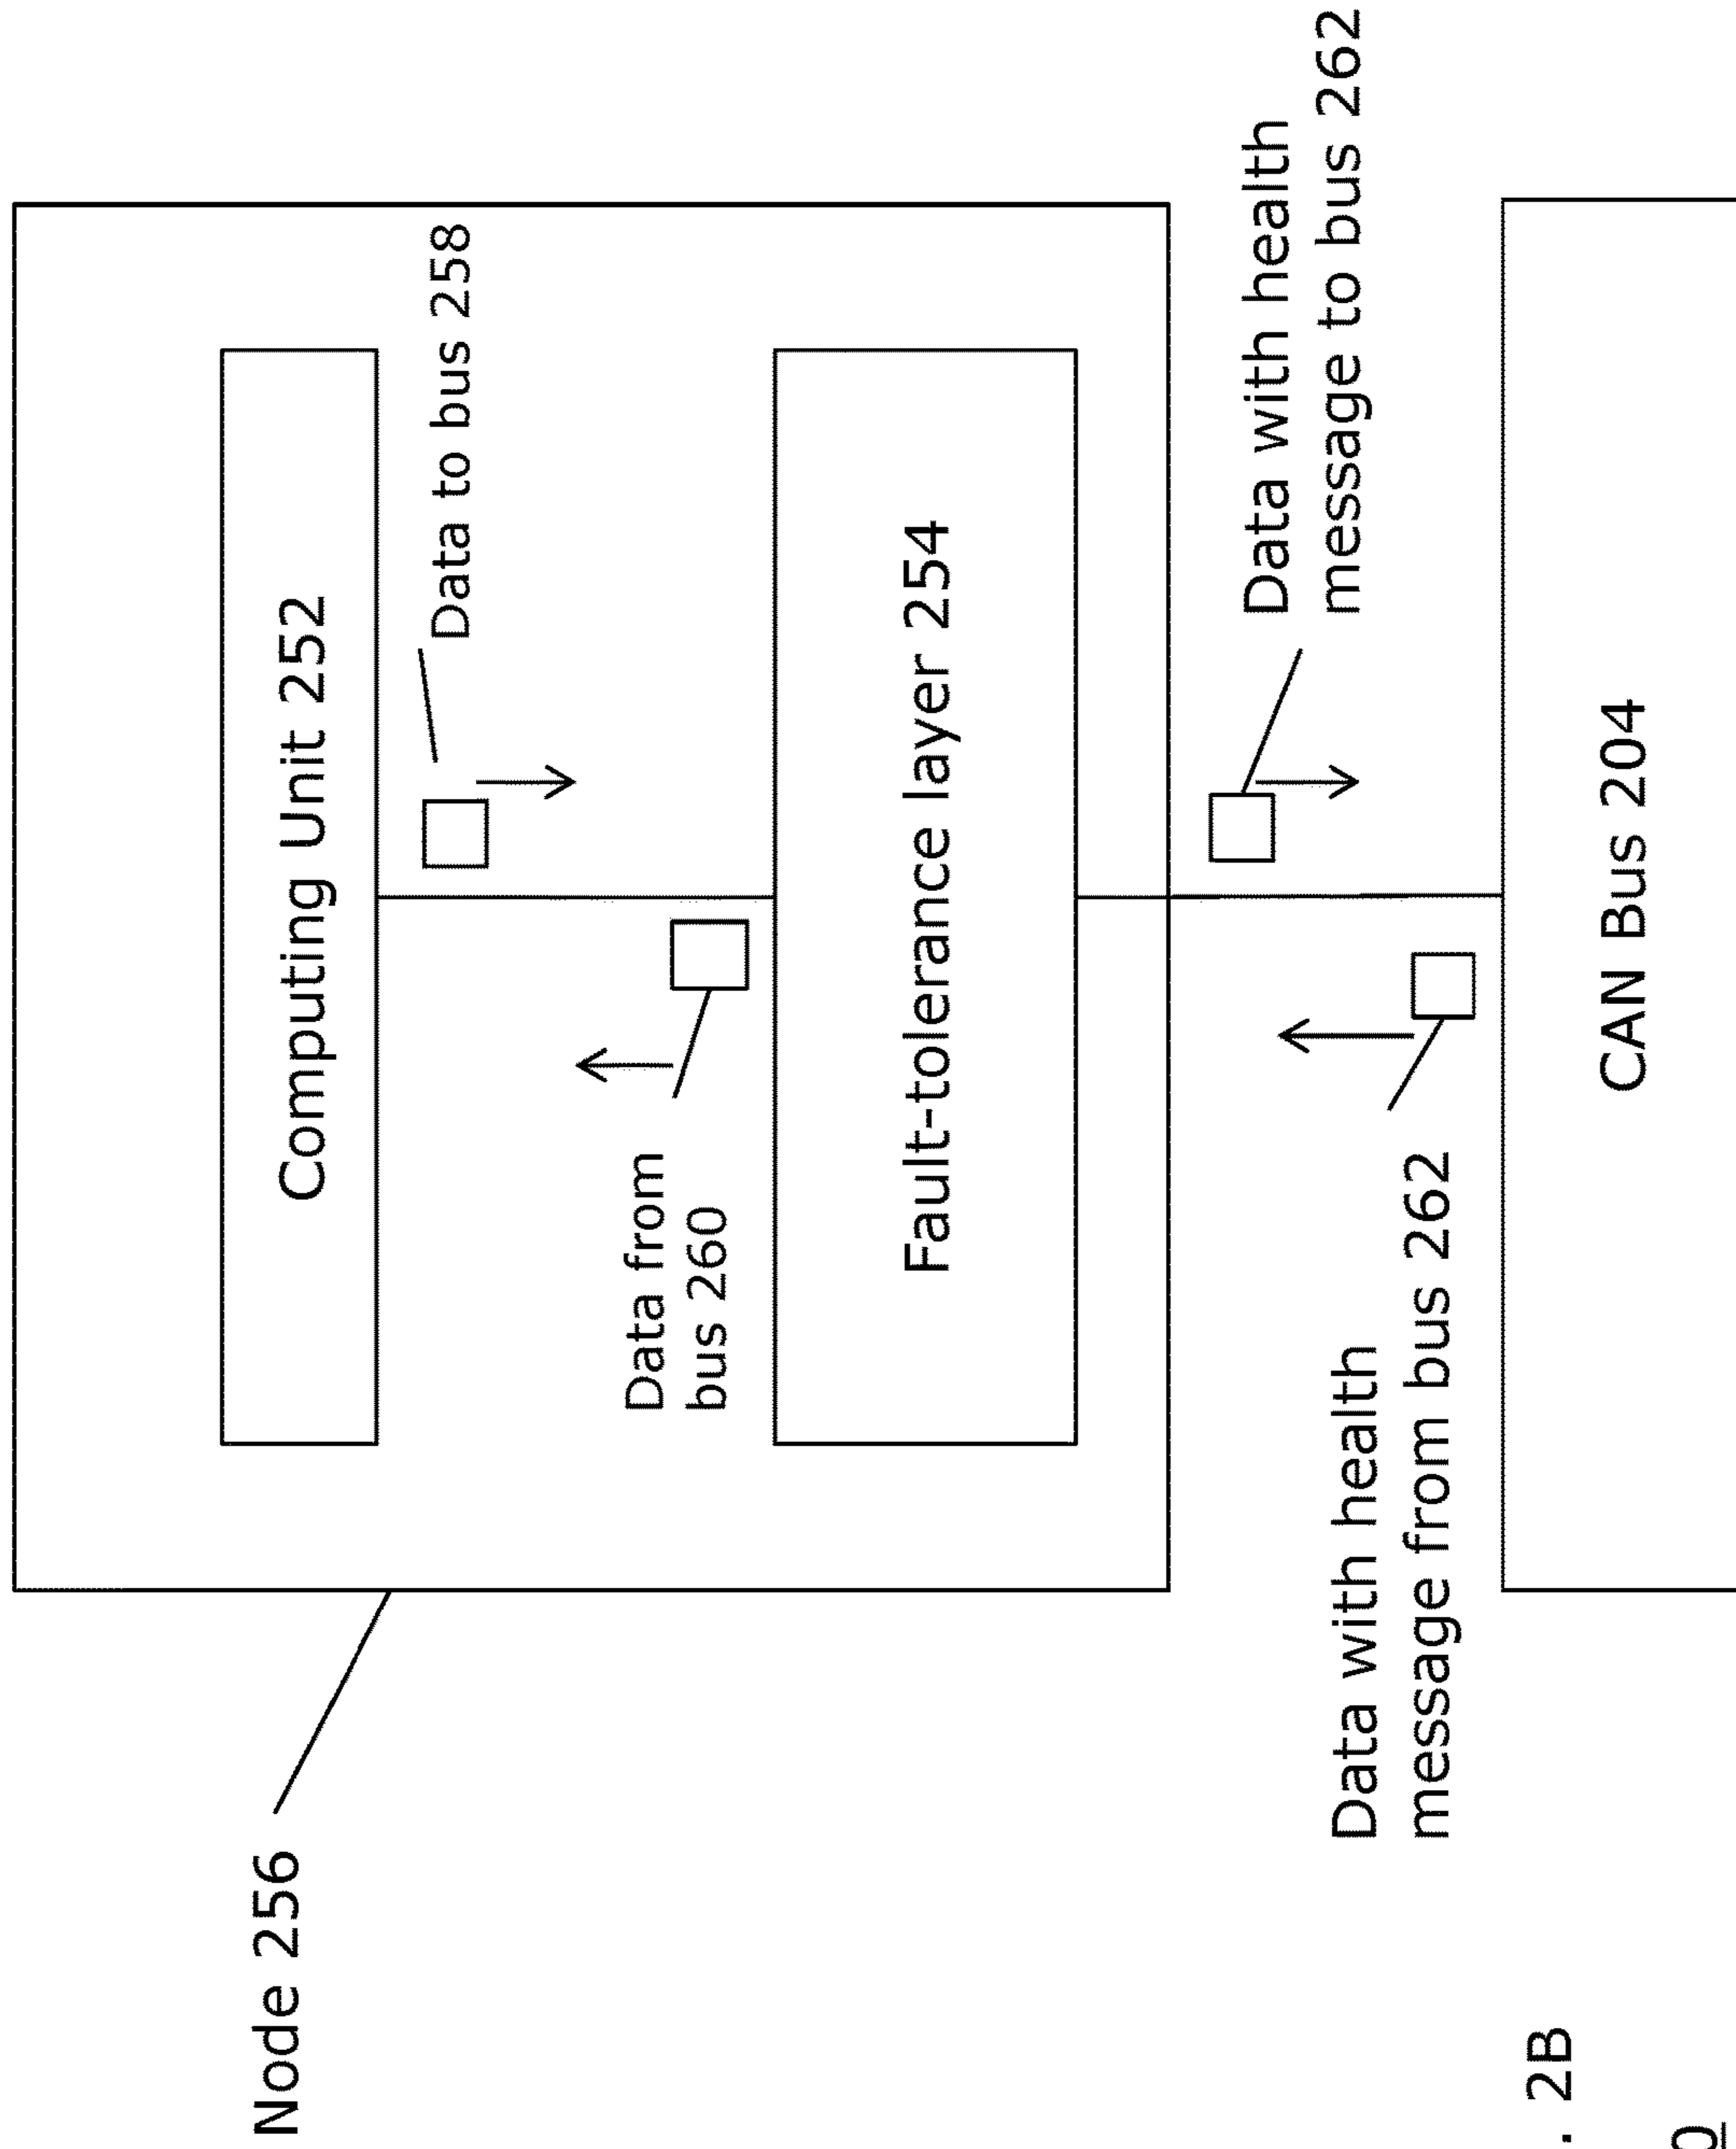 Node 256
Computing Unit 252
Data to bus 258
Data from
bus 260
Fault-tolerance layer 254
Data with health
message to bus 262
Data with health
message from bus 262
. 2B
CAN Bus 204
0